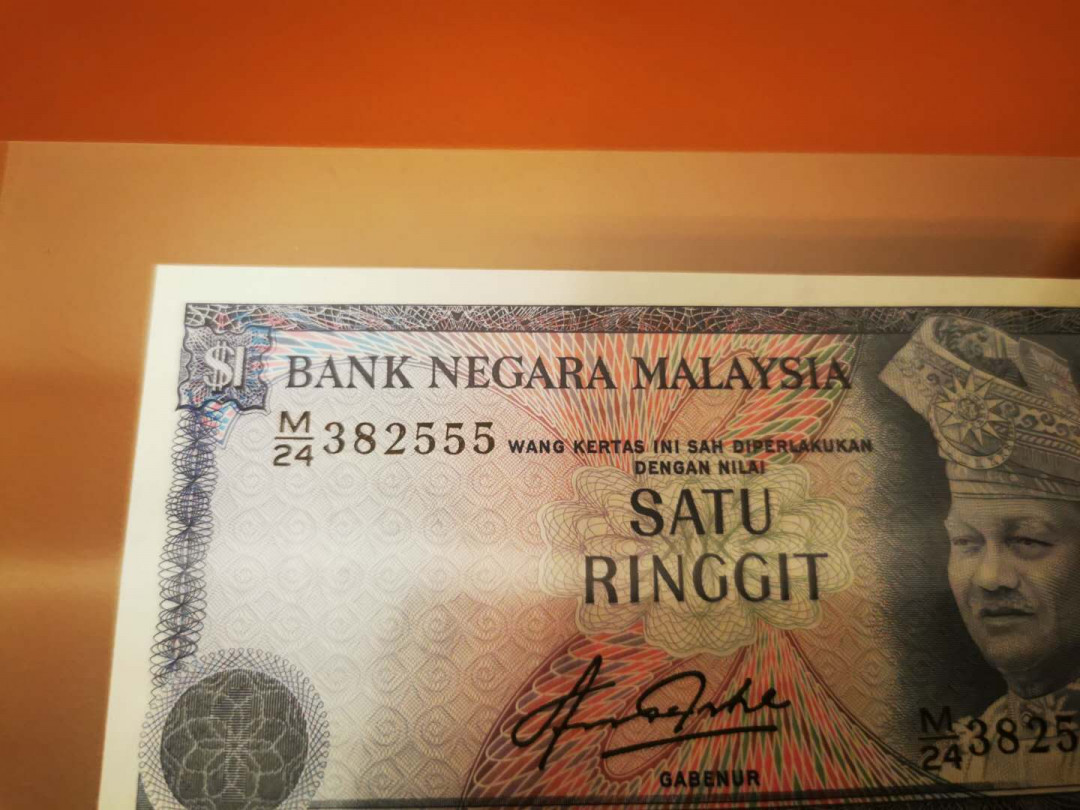 $1 BANK NEGARA MALAYSIA
M/24 382555 WANG KERTAS INI SAH DIPERLAKUKAN
DENGAN NILAI
SATU
RINGGIT
GABENUR
M/24 3825